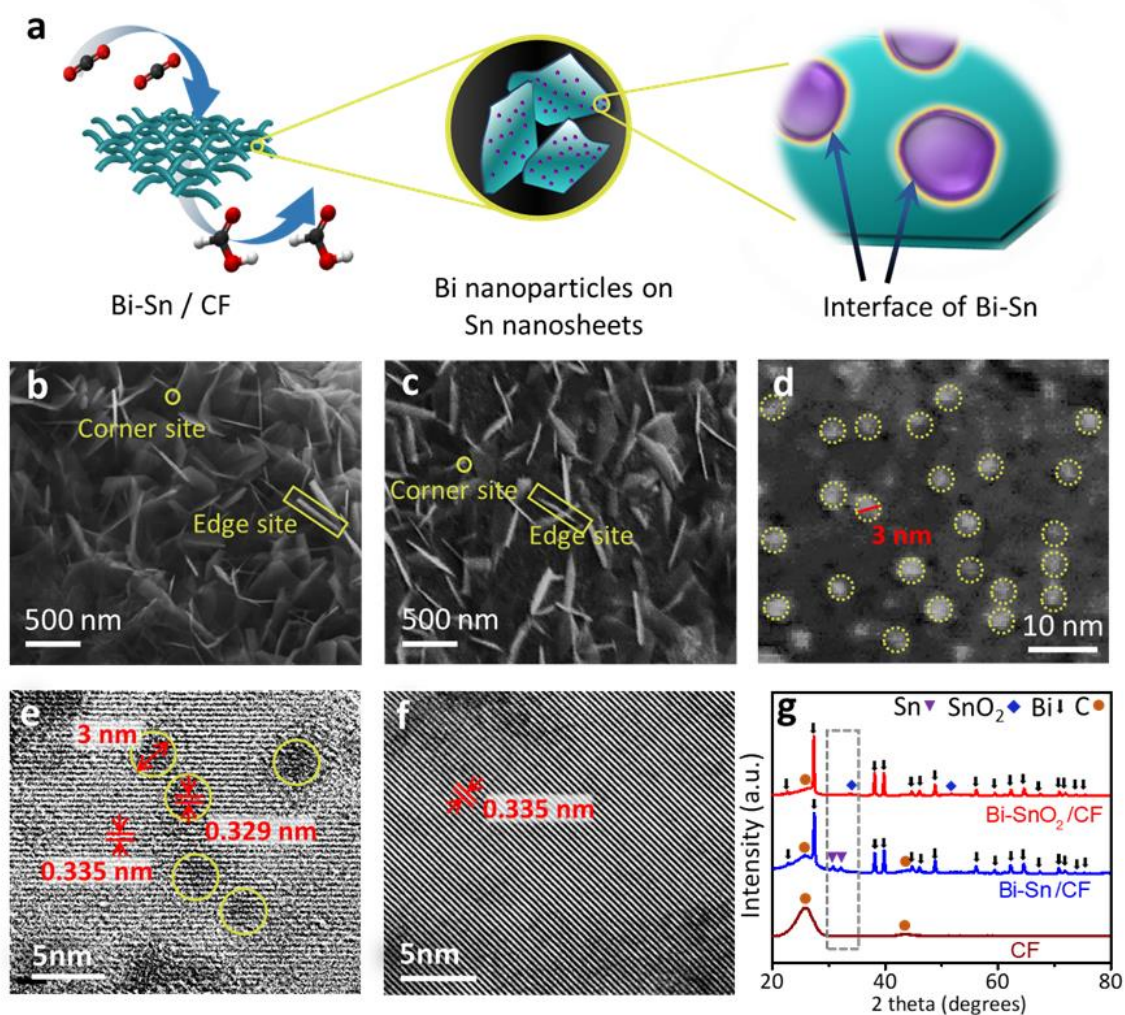 a
Bi-Sn / CF
Bi nanoparticles on
Sn nanosheets
Interface of Bi-Sn
b
Corner site
Edge site
500 nm
c
Corner site
Edge site
500 nm
d
3 nm
10 nm
e
3 nm
0.329 nm
0.335 nm
5nm
f
0.335 nm
5nm
g
Sn SnO₂ Bi C
Bi-SnO₂/CF
Bi-Sn/CF
CF
Intensity (a.u.)
20 40 60 80
2 theta (degrees)